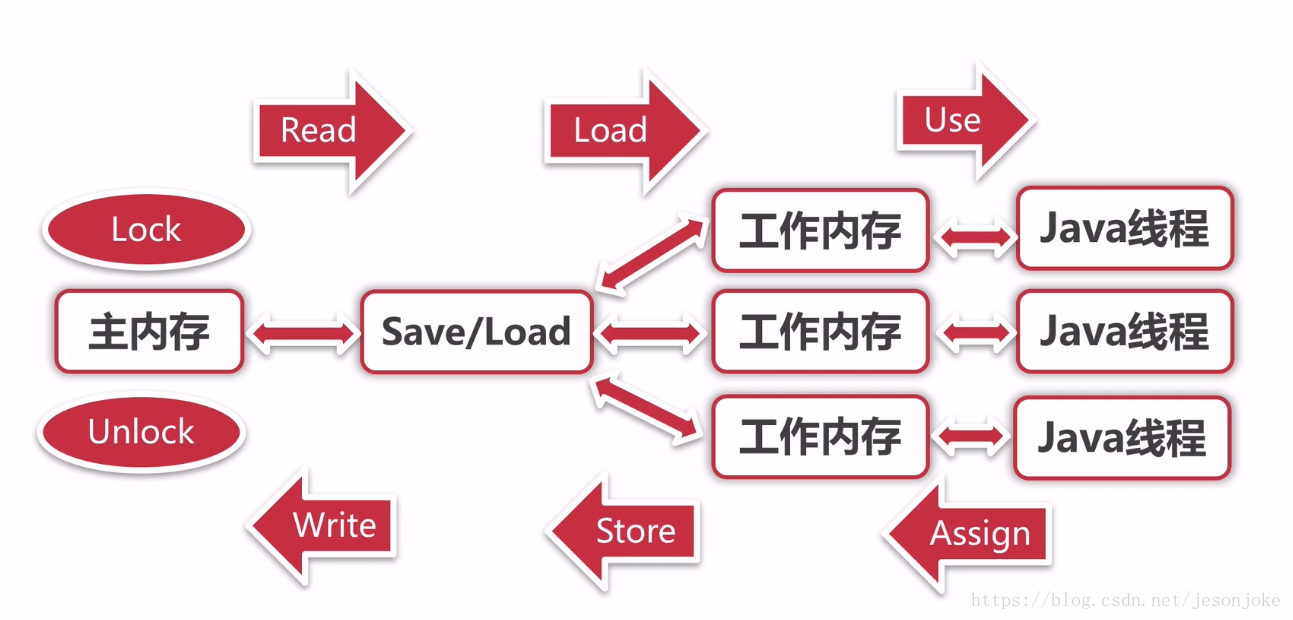 Read
Load
Use
Lock
工作内存
Java线程
主内存
Save/Load
工作内存
Java线程
Unlock
工作内存
Java线程
Write
Store
Assign
https://blog.csdn.net/jesonjoke